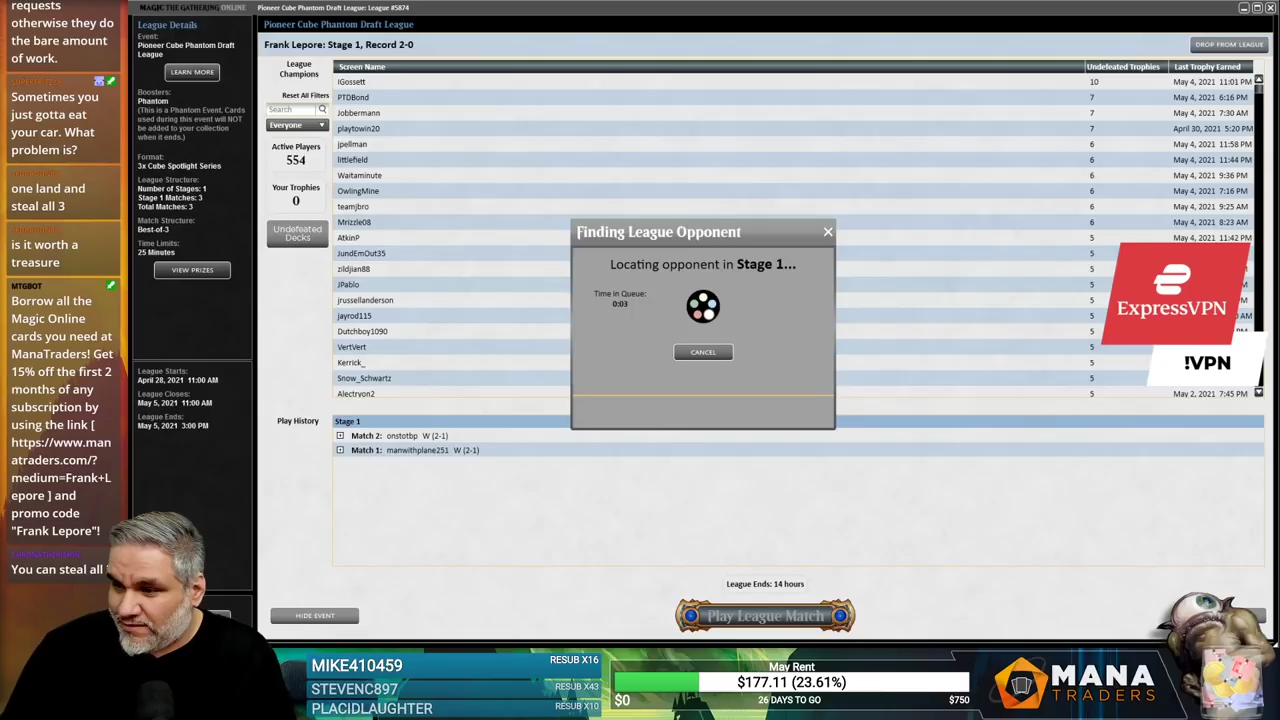 requests
otherwise they do
the bare amount
of work.
Sometimes you
just gotta eat
your car. What
problem is?
one land and
steal all 3
is it worth a
treasure
MTGBOT
Borrow all the
Magic Online
cards you need at
ManaTraders! Get
15% off the first 2
months of any
subscription by
using the link [
https://www.man
atraders.com/?
medium=Frank+L
epore ] and
promo code
"Frank Lepore"!
You can steal all
MAGIC THE GATHERING ONLINE
League Details
Event:
Pioneer Cube Phantom Draft
League
LEARN MORE
Boosters:
Phantom
(This is a Phantom Event. Cards
used during this event will NOT
be added to your collection
when it ends.)
Format:
3x Cube Spotlight Series
League Structure:
Number of Stages: 1
Stage 1 Matches: 3
Total Matches: 3
Match Structure:
Best-of-3
Time Limits:
25 Minutes
VIEW PRIZES
League Starts:
April 28, 2021 11:00 AM
League Closes:
May 5, 2021 11:00 AM
League Ends:
May 5, 2021 3:00 PM
Pioneer Cube Phantom Draft League: League #5874
Pioneer Cube Phantom Draft League
Frank Lepore: Stage 1, Record 2-0
DROP FROM LEAGUE
League
Champions
Reset All Filters
Search
Everyone
Active Players
554
Your Trophies
0
Undefeated
Decks
Screen Name Undefeated Trophies Last Trophy Earned
IGossett 10 May 4, 2021 11:01 PM
PTDBond 7 May 4, 2021 6:16 PM
Jobbermann 7 May 4, 2021 7:30 AM
playtowin20 7 April 30, 2021 5:20 PM
jpellman 6 May 4, 2021 11:58 PM
littlefield 6 May 4, 2021 11:44 PM
Waitaminute 6 May 4, 2021 9:36 PM
OwlingMine 6 May 4, 2021 7:16 PM
teamjbro 6 May 4, 2021 9:25 AM
Mrizzle08 6 May 4, 2021 8:23 AM
AtkinP 5 May 4, 2021 11:42 PM
JundEmOut35 5
zildjian88 5
JPablo 5
jrussellanderson 5
jayrod115 5
Dutchboy1090 5
VertVert 5
Kerrick_ 5
Snow_Schwartz 5
Alectryon2 5 May 2, 2021 7:45 PM
Finding League Opponent
Locating opponent in Stage 1...
Time in Queue:
0:03
CANCEL
ExpressVPN
!VPN
Play History
Stage 1
Match 2: onstotbp W (2-1)
Match 1: manwithplane251 W (2-1)
League Ends: 14 hours
HIDE EVENT
Play League Match
MIKE410459 RESUB X16
STEVENC897 RESUB X43
PLACIDLAUGHTER RESUB X10
May Rent
$177.11 (23.61%)
$0 26 DAYS TO GO $750
MANA
TRADERS